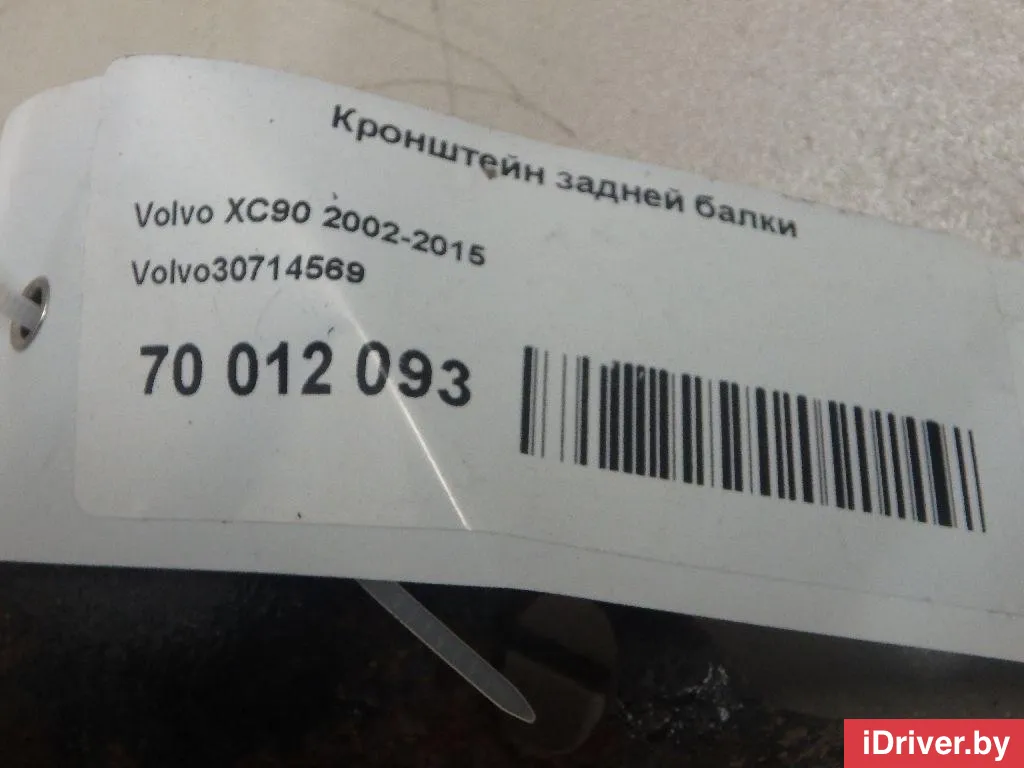 Кронштейн задней балки
Volvo XC90 2002-2015
Volvo30714569
70 012 093
iDriver.by